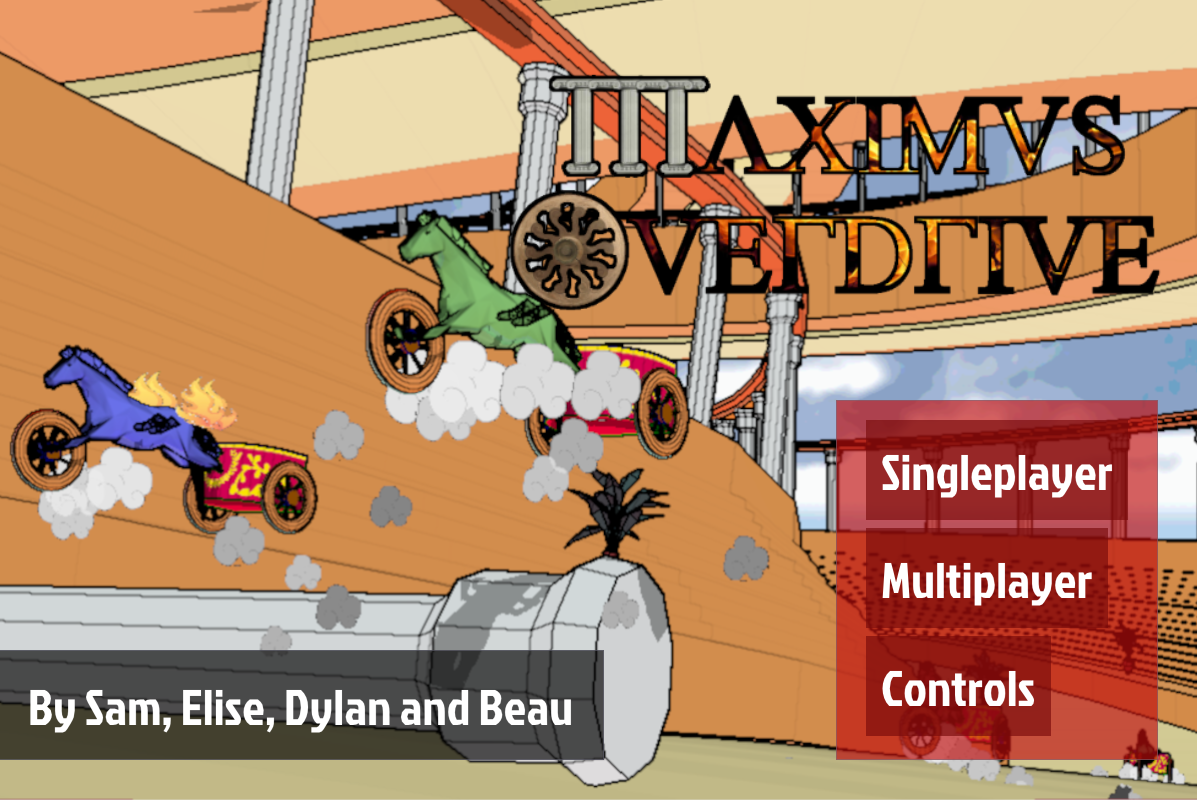 MAXIMVS
OVERDRIVE
Singleplayer
Multiplayer
Controls
By Sam, Elise, Dylan and Beau